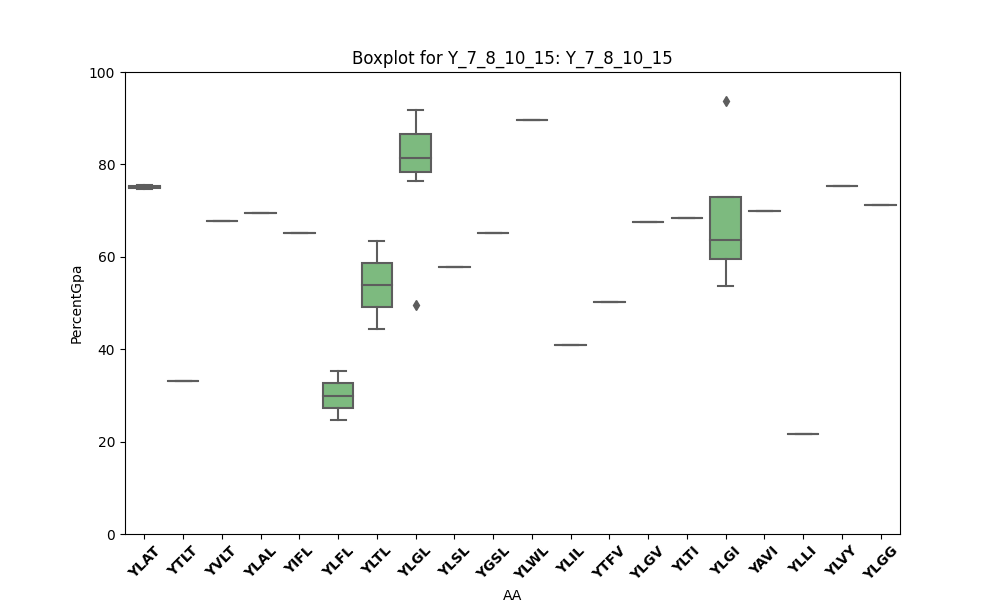 Boxplot for Y_7_8_10_15: Y_7_8_10_15
100
80
60
40
20
0
PercentGpa
YLAT YTLT YVLT YLAL YIFL YLFL YLTL YLGL YLSL YGSL YLWL YLIL YTFV YLGV YLTI YLGI YAVI YLLI YLVY YLGG
AA